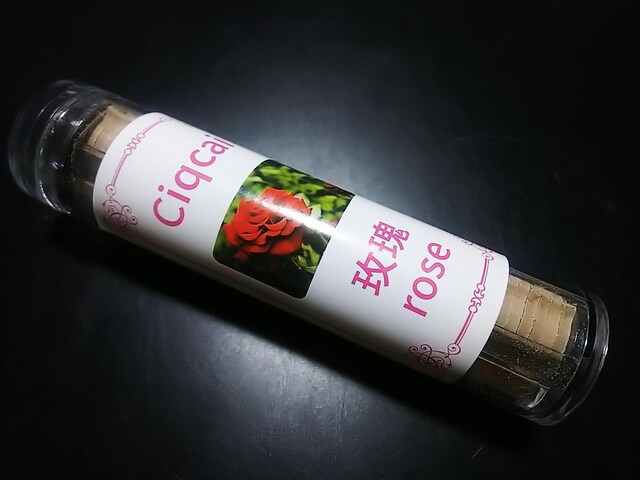 Ciqcai
玫瑰
rose